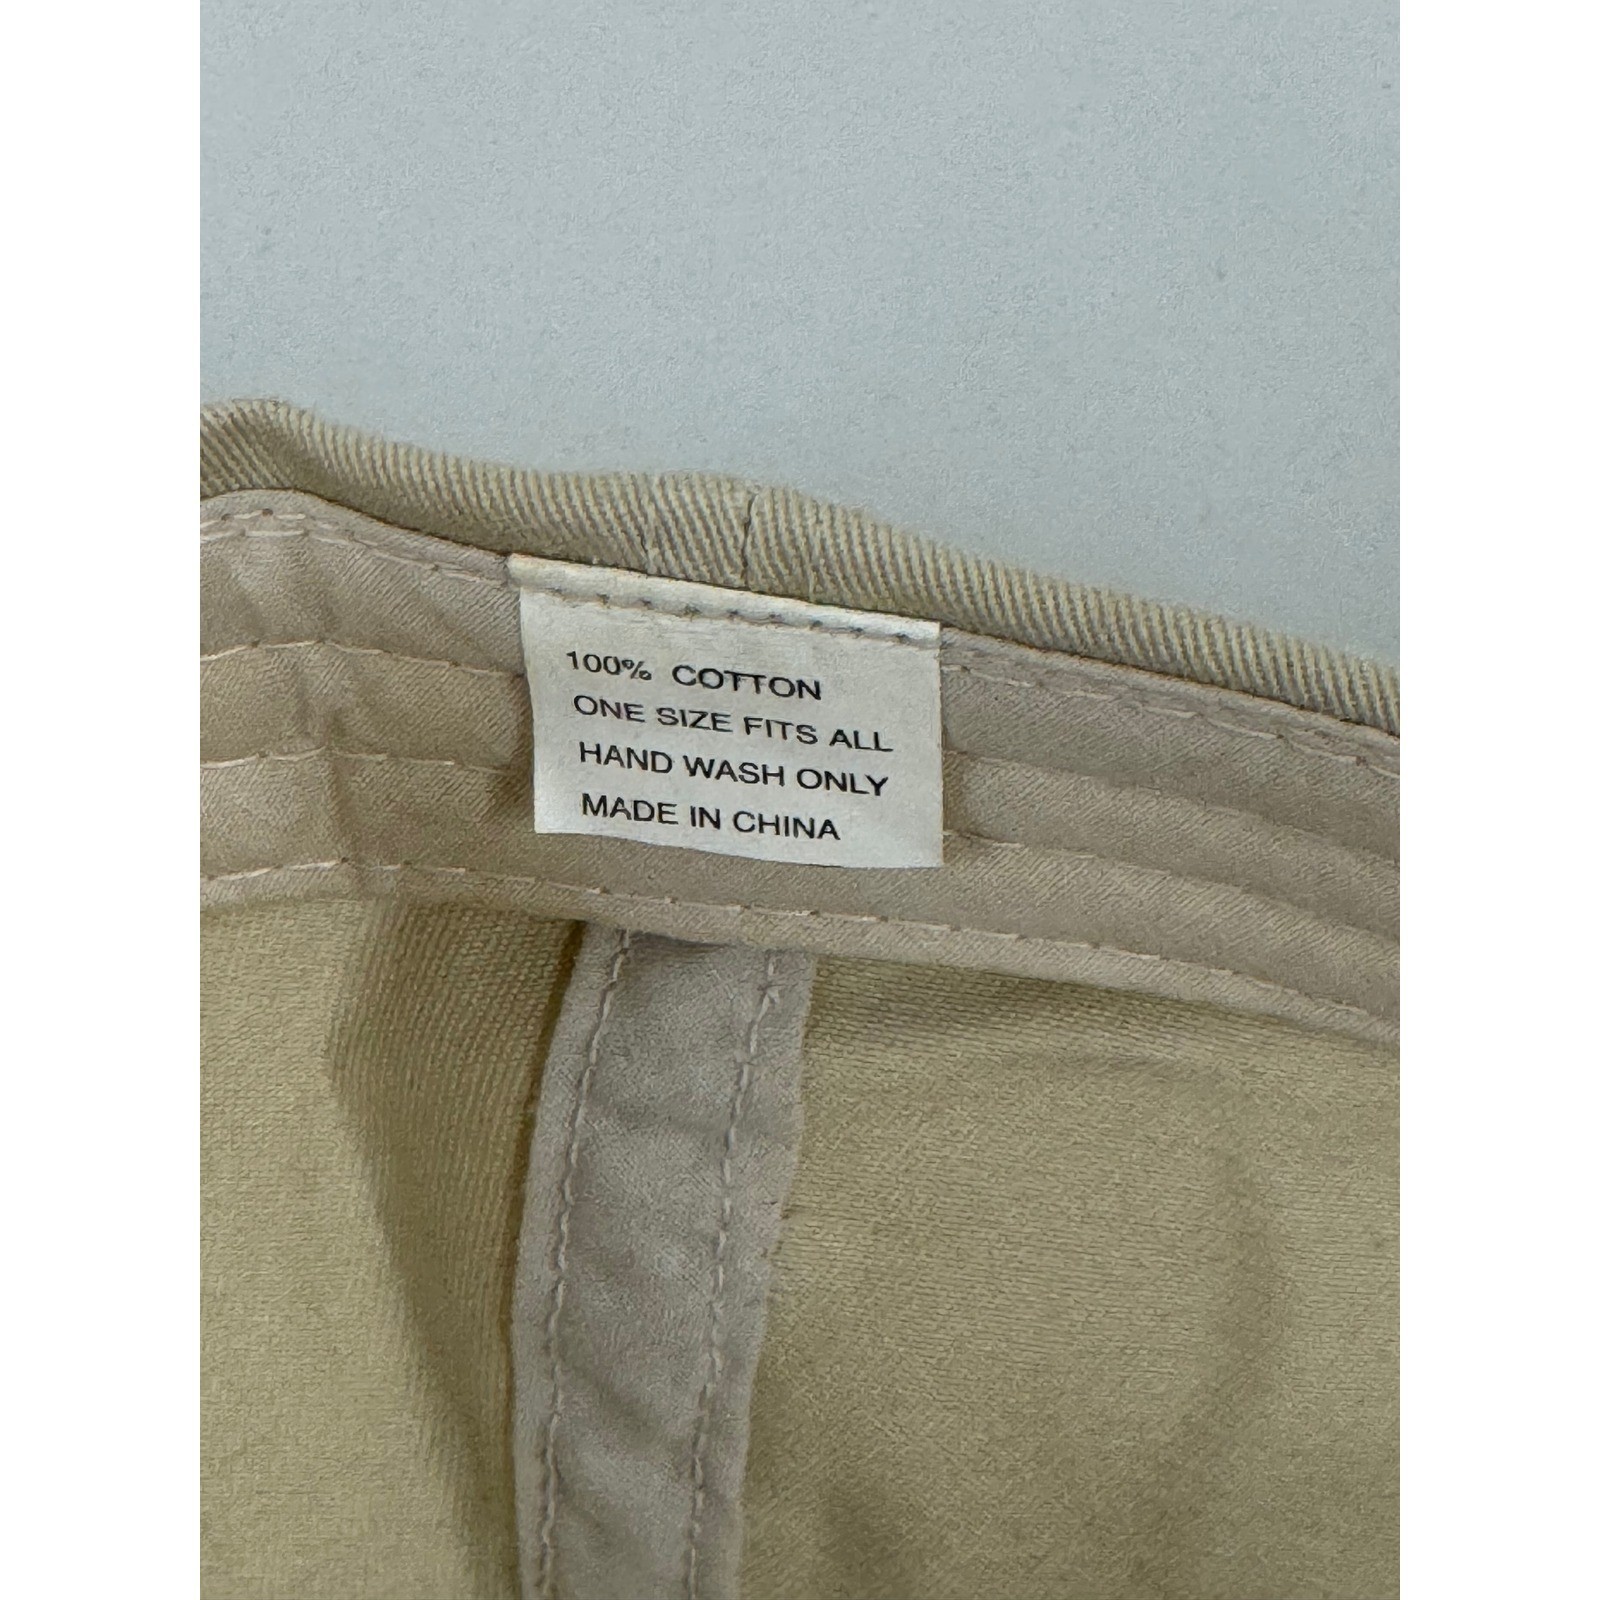 100% COTTON
ONE SIZE FITS ALL
HAND WASH ONLY
MADE IN CHINA